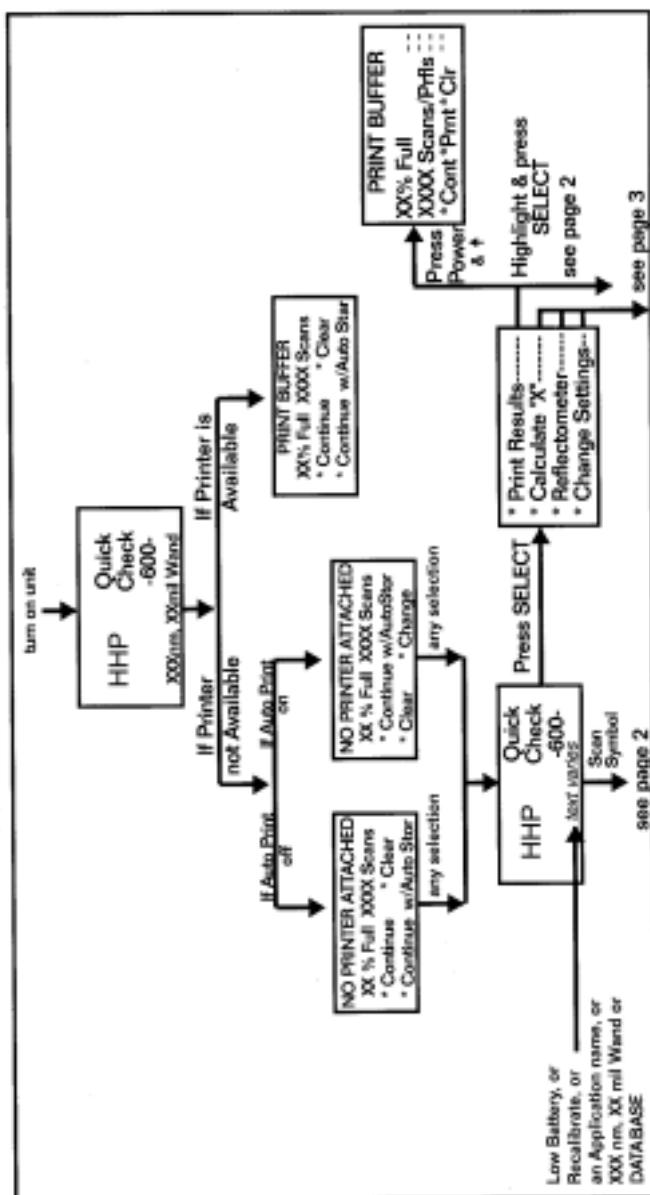 turn on unit
HHP
Quick
Check
-600-
XXXnm, XXmil Wand
If Printer
not Available
If Printer is
Available
If Auto Print
off
If Auto Print
on
NO PRINTER ATTACHED
XX % Full XXXX Scans
* Continue * Clear
* Continue w/Auto Stor
NO PRINTER ATTACHED
XX % Full XXXX Scans
* Continue w/AutoStor
* Clear * Change
PRINT BUFFER
XX% Full XXXX Scans
* Continue * Clear
* Continue w/Auto Star
any selection
any selection
HHP
Quick
Check
-600-
text varies
Low Battery, or
Recalibrate, or
an Application name, or
XXX nm, XX mil Wand or
DATABASE
Scan
Symbol
see page 2
Press SELECT
* Print Results--------
* Calculate "X"--------
* Reflectometer------
* Change Settings--
Press
Power
& ↑
PRINT BUFFER
XX% Full
XXXX Scans/Prfls
* Cont * Prnt * Clr
Highlight & press
SELECT
see page 2
see page 3